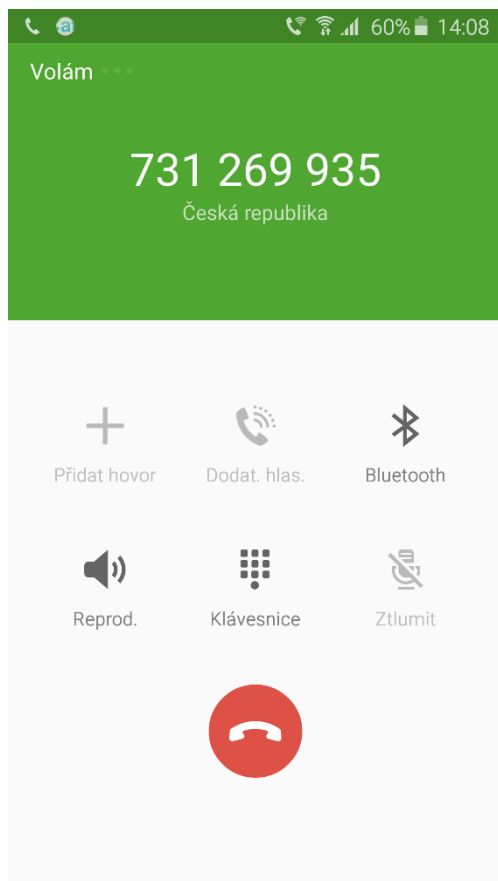 60% 14:08
Volám
731 269 935
Česká republika
Přidat hovor Dodat. hlas. Bluetooth
Reprod. Klávesnice Ztlumit